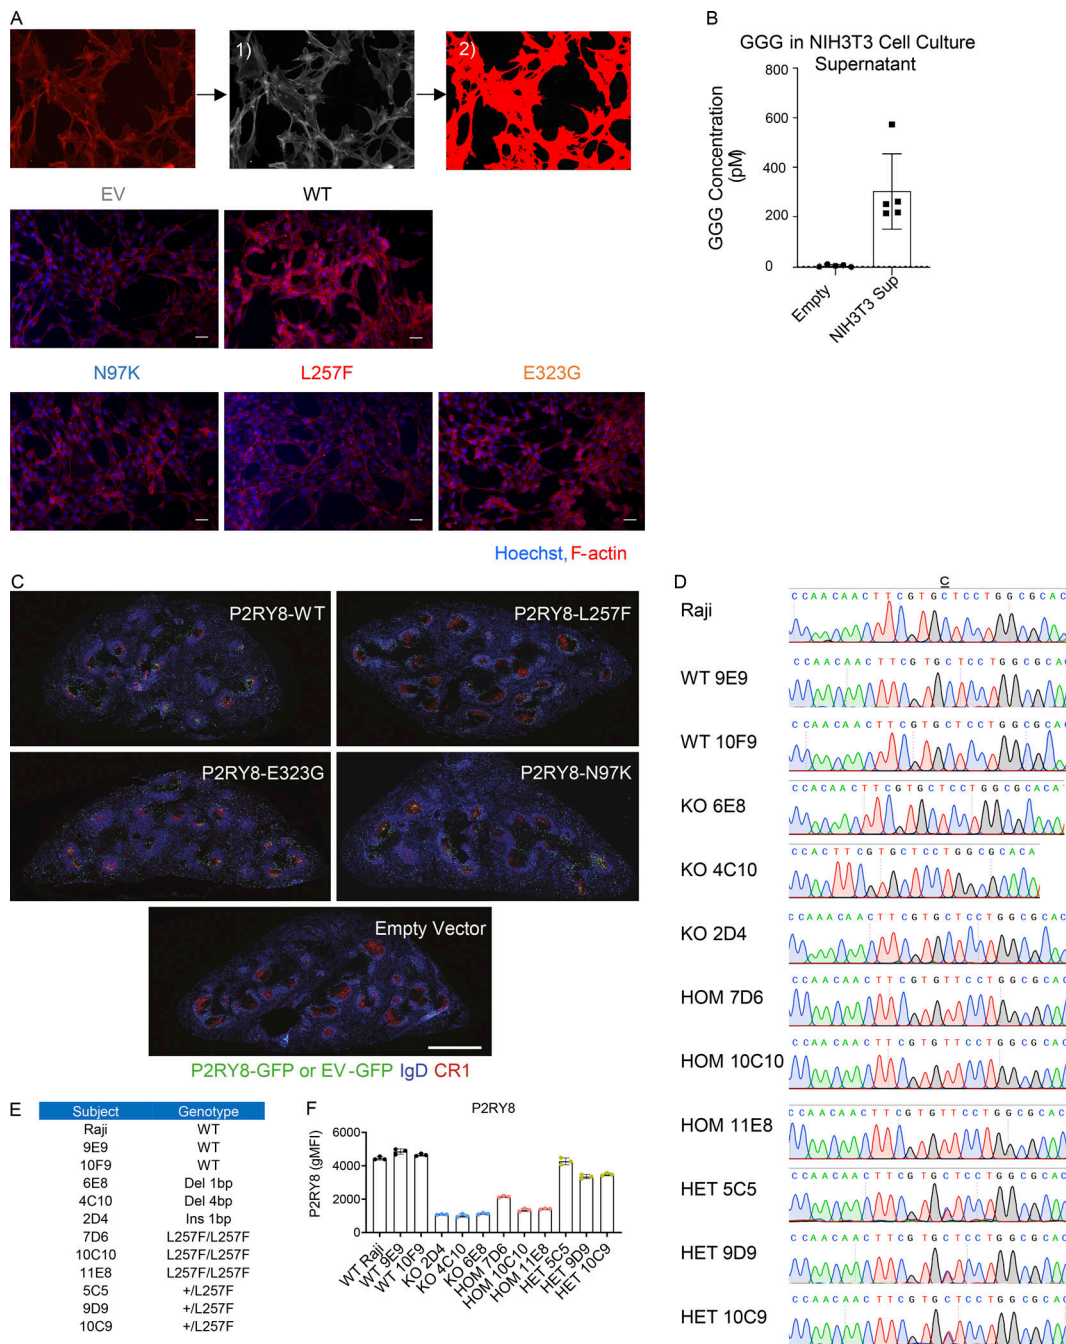 A
1)
2)
EV
WT
N97K
L257F
E323G
Hoechst, F-actin
B
GGG in NIH3T3 Cell Culture
Supernatant
GGG Concentration
(pM)
800
600
400
200
0
Empty
NIH3T3 Sup
C
P2RY8-WT
P2RY8-L257F
P2RY8-E323G
P2RY8-N97K
Empty Vector
P2RY8-GFP or EV-GFP IgD CR1
D
C
Raji
CCAACAACTTCGTGCTCCTGGCGCAC
WT 9E9
CCAACAACTTCGTGCTCCTGGCGCAC
WT 10F9
CCAACAACTTCGTGCTCCTGGCGCAC
KO 6E8
CCACAACTTCGTGCTCCTGGCGCACA
KO 4C10
CCACTTCGTGCTCCTGGCGCACA
KO 2D4
CCAAACAACTTCGTGCTCCTGGCGCAC
HOM 7D6
CCAACAACTTCGTGTTCCTGGCGCAC
HOM 10C10
CCAACAACTTCGTGTTCCTGGCGCAC
HOM 11E8
CCAACAACTTCGTGTTCCTGGCGCAC
HET 5C5
CCAACAACTTCGTGCTCCTGGCGCAC
HET 9D9
CCAACAACTTCGTGCTCCTGGCGCAC
HET 10C9
CCAACAACTTCGTGCTCCTGGCGCAC
E
Subject Genotype
Raji WT
9E9 WT
10F9 WT
6E8 Del 1bp
4C10 Del 4bp
2D4 Ins 1bp
7D6 L257F/L257F
10C10 L257F/L257F
11E8 L257F/L257F
5C5 +/L257F
9D9 +/L257F
10C9 +/L257F
F
P2RY8
P2RY8 (gMFI)
6000
4000
2000
0
WT Raji
WT 9E9
WT 10F9
KO 2D4
KO 4C10
KO 6E8
HOM 7D6
HOM 10C10
HOM 11E8
HET 5C5
HET 9D9
HET 10C9